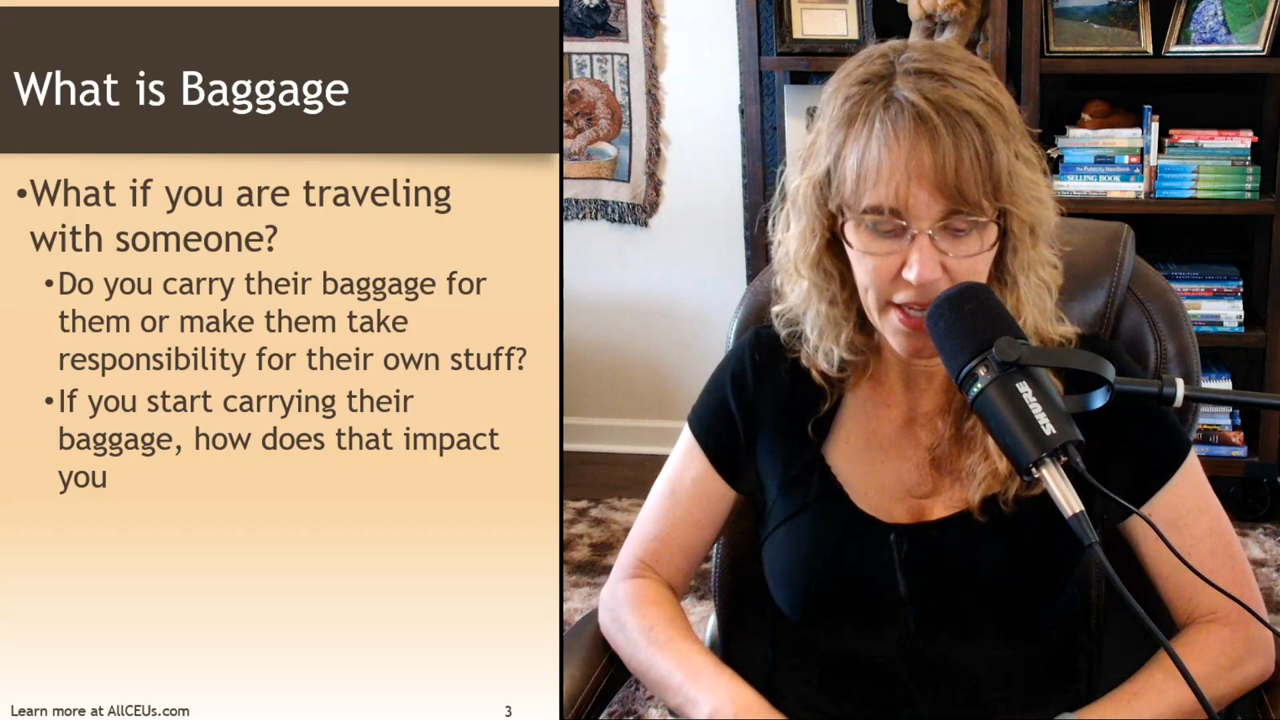 What is Baggage
•What if you are traveling
with someone?
•Do you carry their baggage for
them or make them take
responsibility for their own stuff?
•If you start carrying their
baggage, how does that impact
you
Learn more at AllCEUs.com
3
SHURE
SELLING BOOK